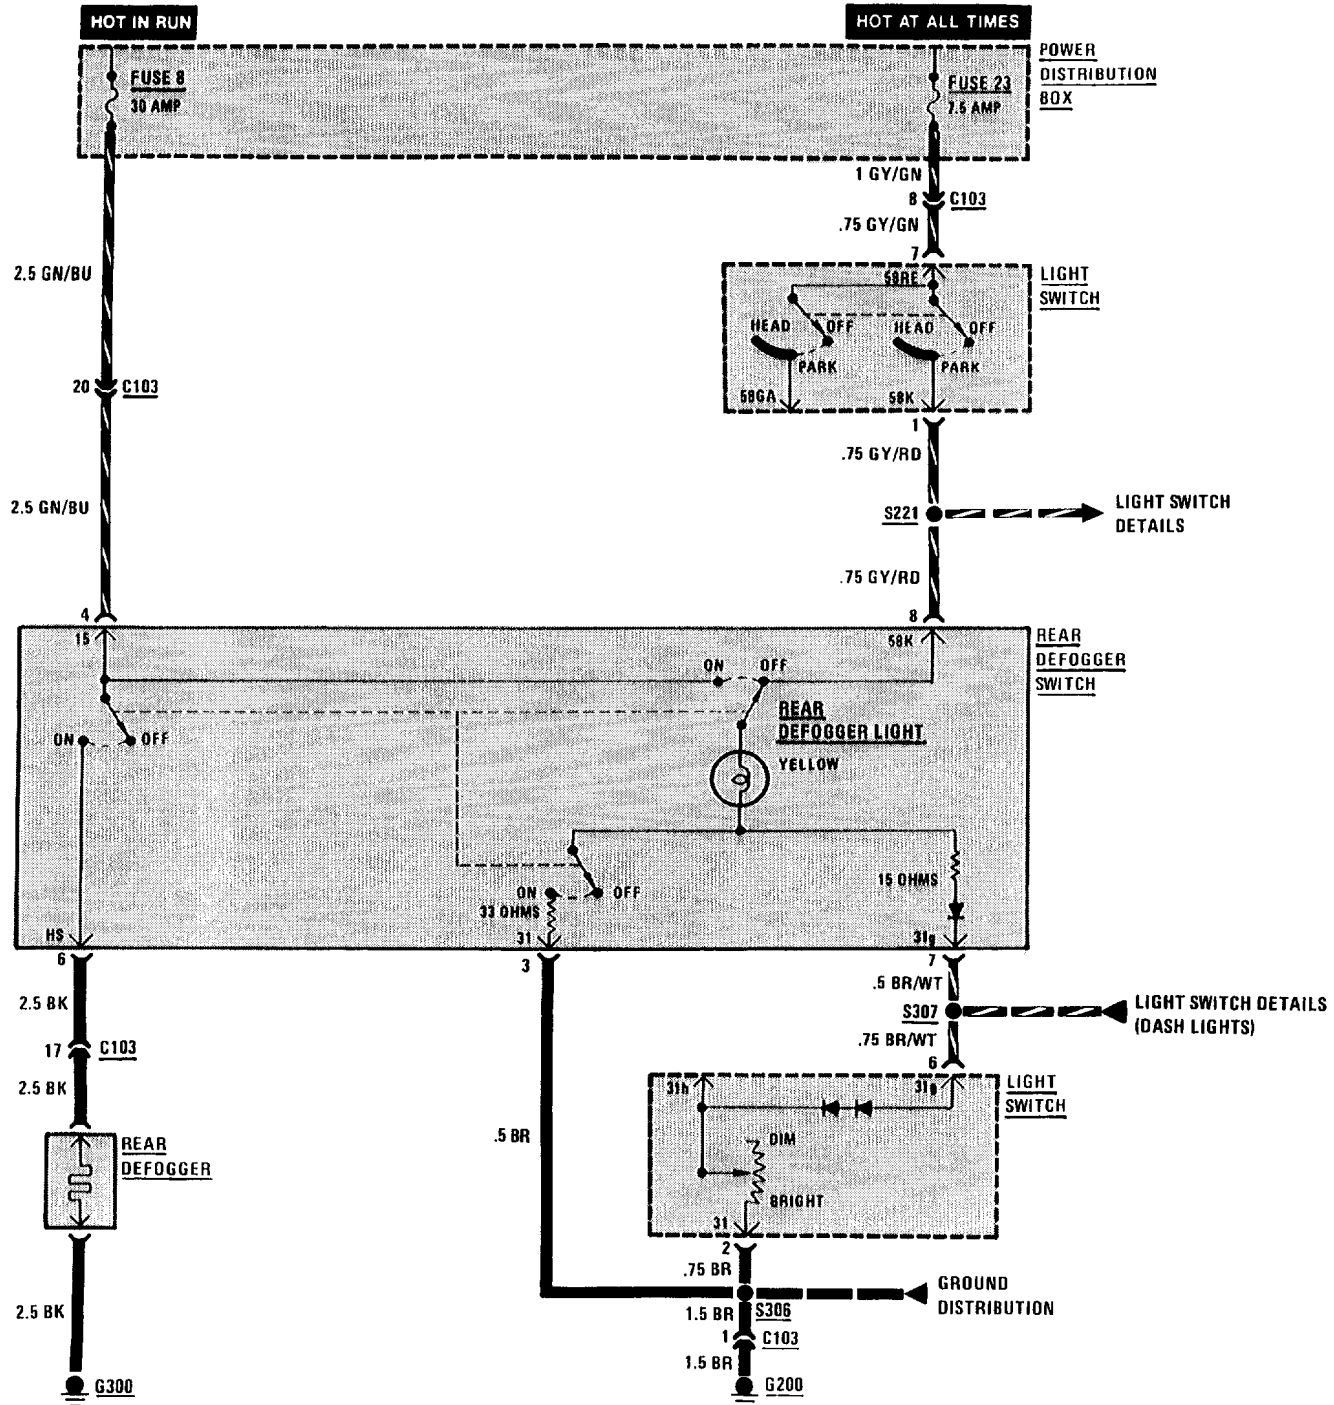 HOT IN RUN
HOT AT ALL TIMES
POWER
DISTRIBUTION
BOX
FUSE 8
30 AMP
FUSE 23
7.5 AMP
1 GY/GN
8 C103
.75 GY/GN
7
2.5 GN/BU
58RE
LIGHT
SWITCH
HEAD OFF HEAD OFF
PARK PARK
58GA 58K
20 C103
1
.75 GY/RD
2.5 GN/BU
S221
LIGHT SWITCH
DETAILS
.75 GY/RD
4
8
15
58K
REAR
DEFOGGER
SWITCH
ON OFF
REAR
DEFOGGER LIGHT
YELLOW
ON OFF
15 OHMS
ON OFF
33 OHMS
HS
31
31g
6
3
7
2.5 BK
.5 BR/WT
S307
LIGHT SWITCH DETAILS
(DASH LIGHTS)
.75 BR/WT
17 C103
6
2.5 BK
31h
31g
LIGHT
SWITCH
.5 BR
DIM
REAR
DEFOGGER
BRIGHT
31
2
.75 BR
GROUND
DISTRIBUTION
2.5 BK
1.5 BR S306
1 C103
1.5 BR
G300
G200